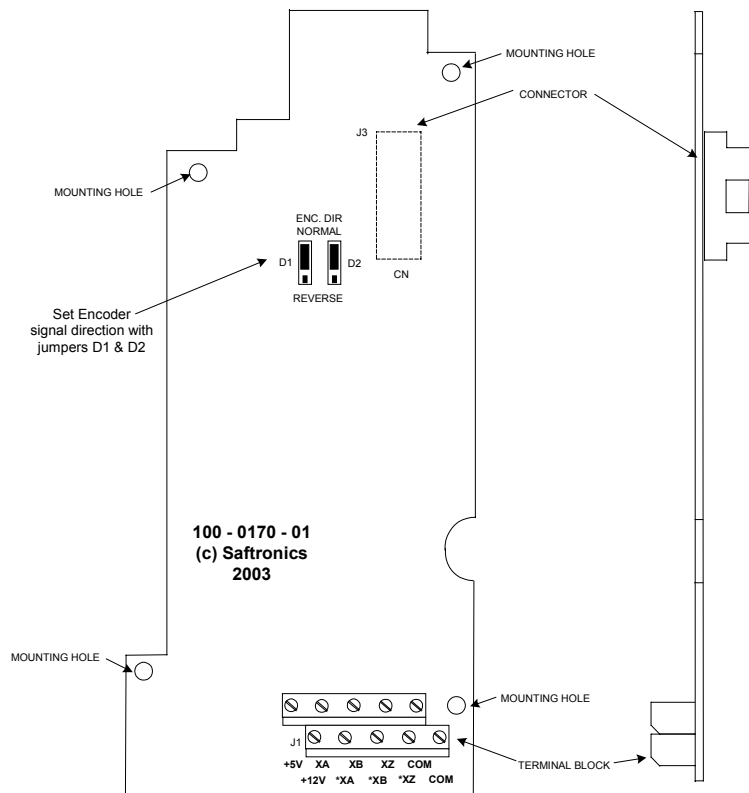 MOUNTING HOLE
CONNECTOR
J3
MOUNTING HOLE
ENC. DIR
NORMAL
D1
D2
CN
REVERSE
Set Encoder
signal direction with
jumpers D1 & D2
100 - 0170 - 01
(c) Saftronics
2003
MOUNTING HOLE
MOUNTING HOLE
J1
+5V XA XB XZ COM
TERMINAL BLOCK
+12V *XA *XB *XZ COM